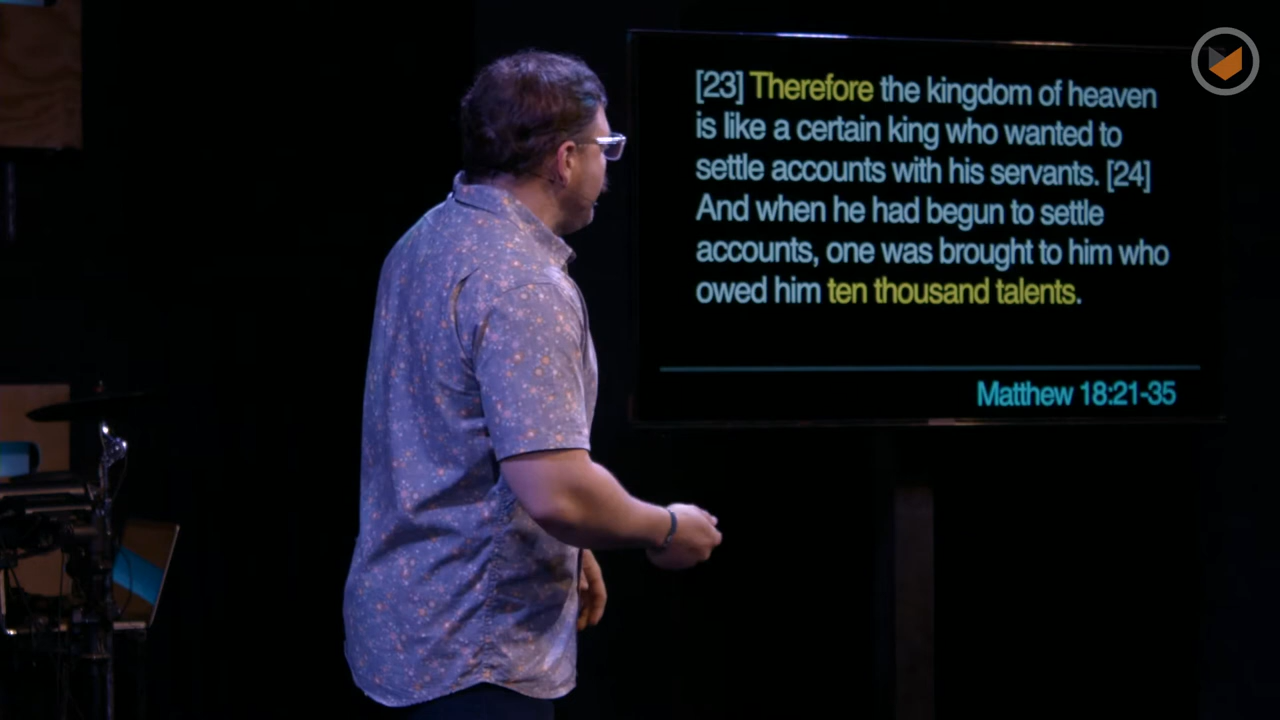 [23] Therefore the kingdom of heaven
is like a certain king who wanted to
settle accounts with his servants. [24]
And when he had begun to settle
accounts, one was brought to him who
owed him ten thousand talents.
Matthew 18:21-35